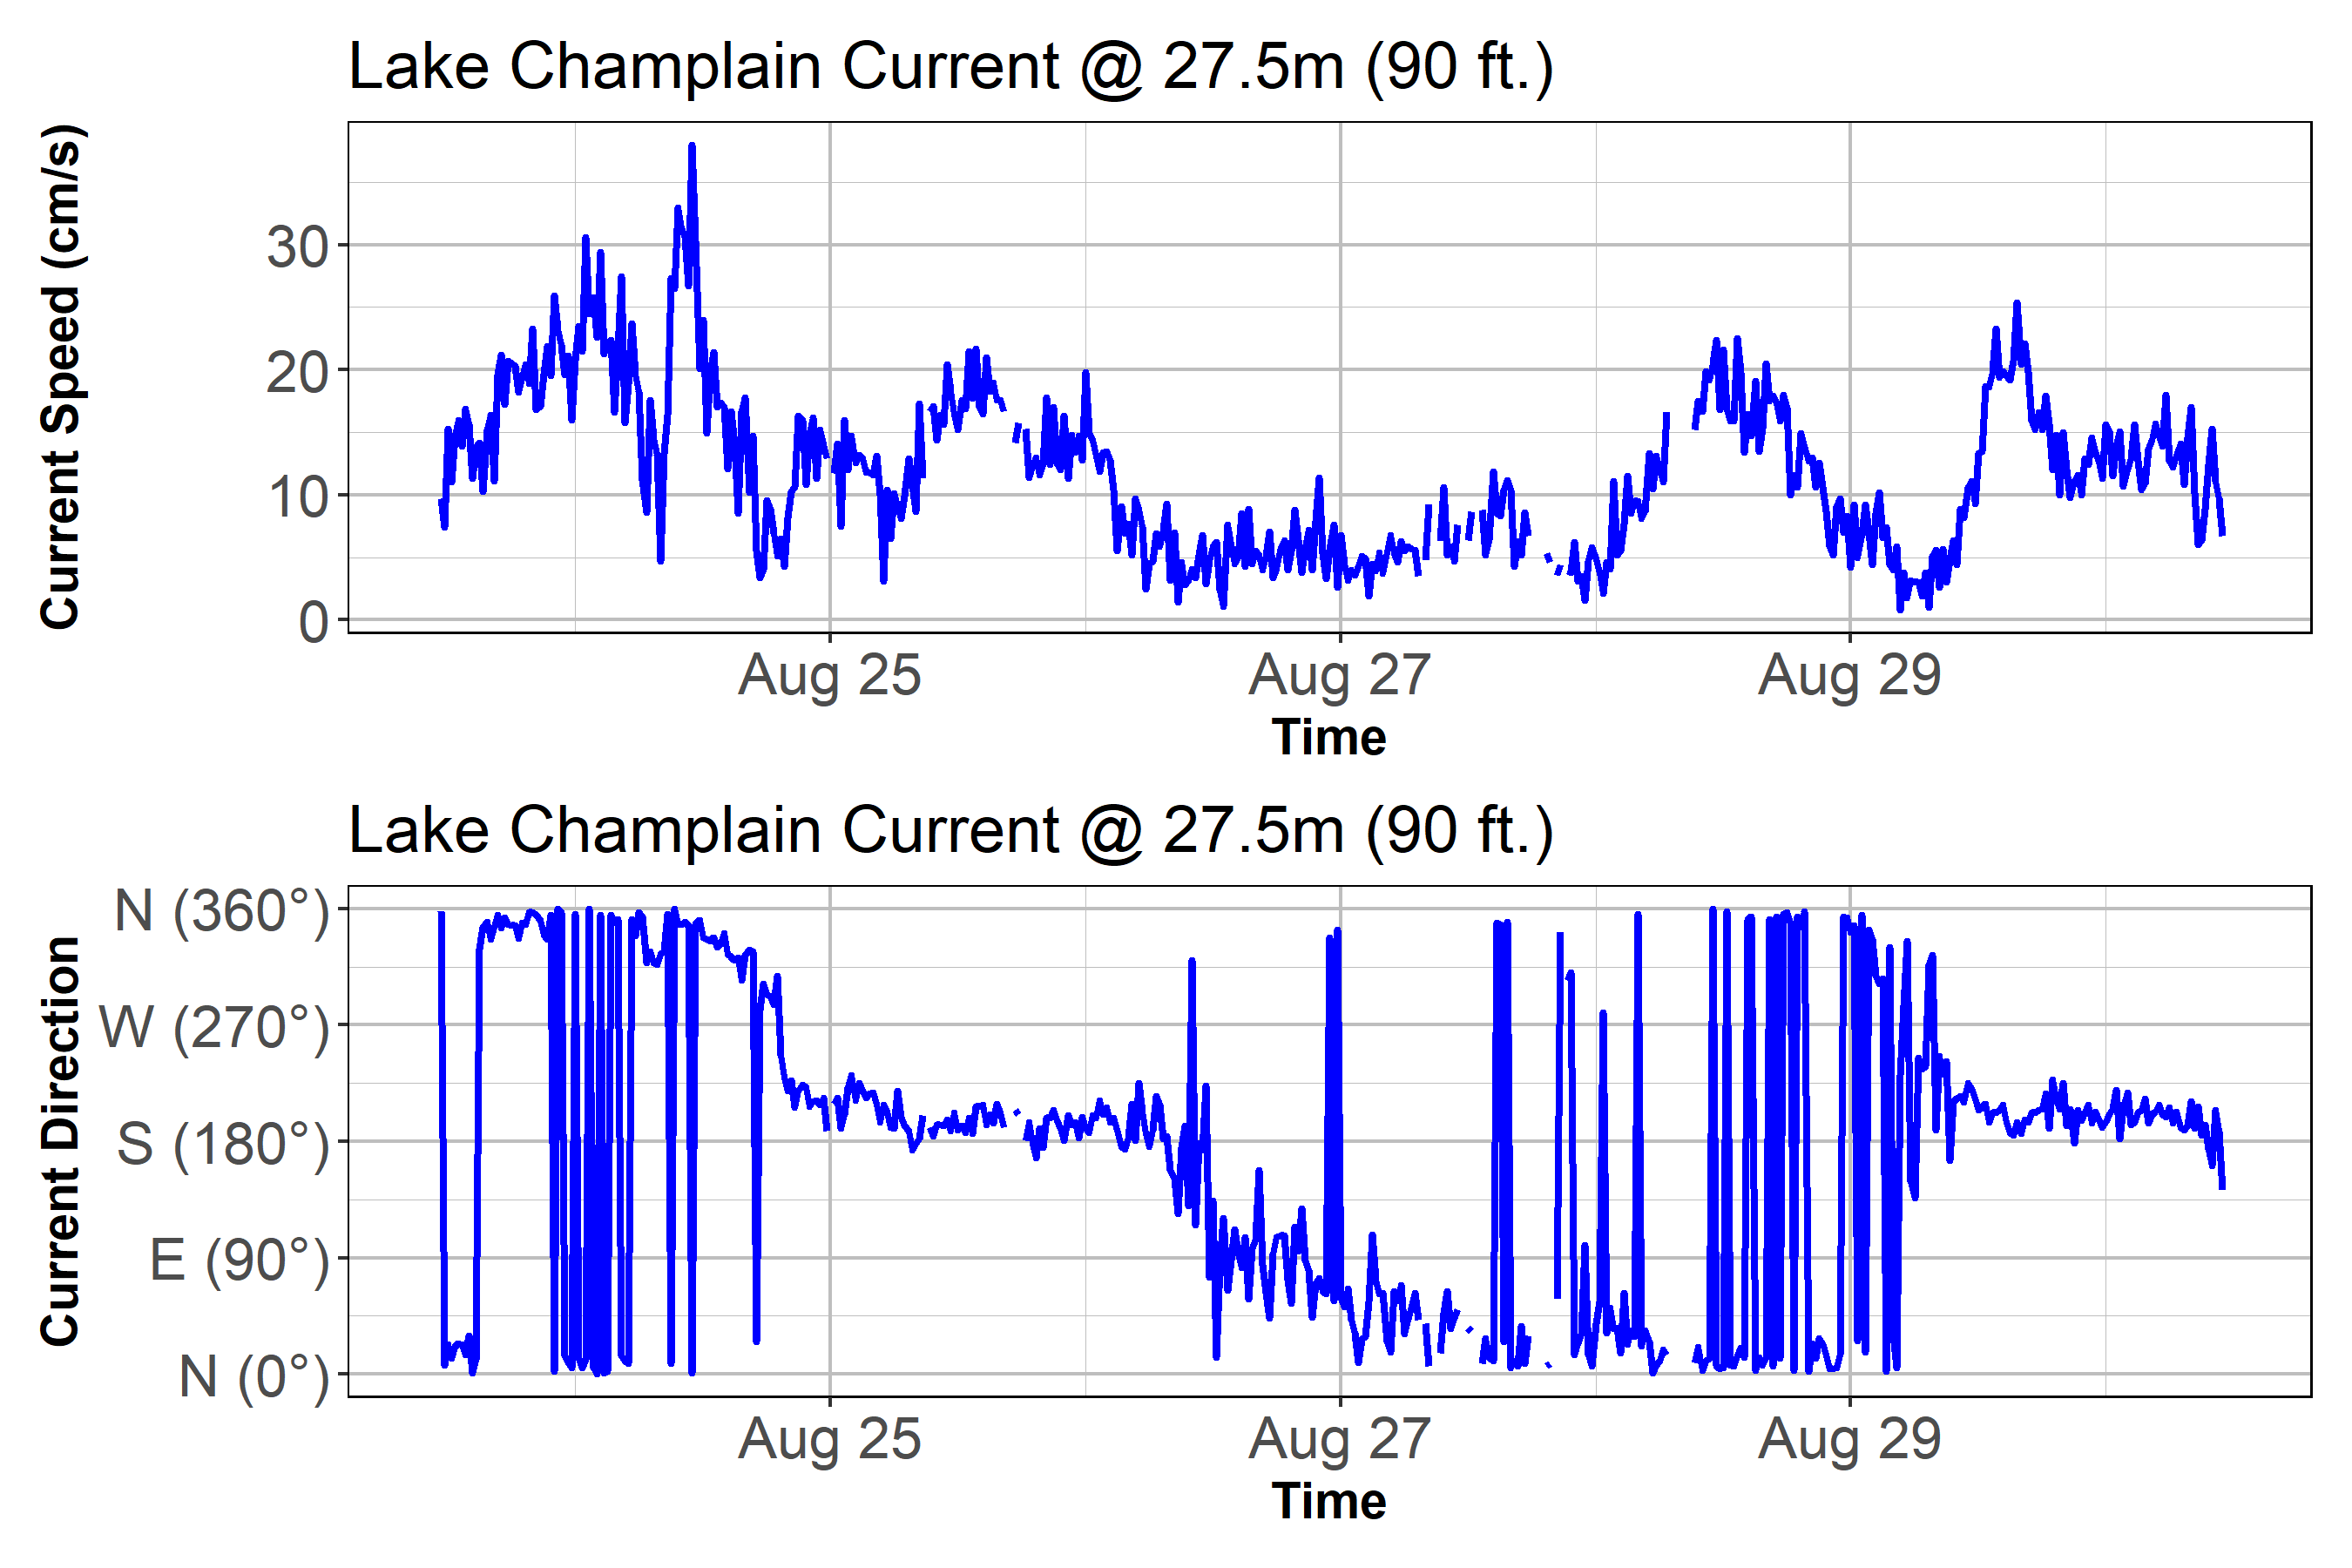 Lake Champlain Current @ 27.5m (90 ft.)
Current Speed (cm/s)
30
20
10
0
Aug 25 Aug 27 Aug 29
Time
Lake Champlain Current @ 27.5m (90 ft.)
Current Direction
N (360°)
W (270°)
S (180°)
E (90°)
N (0°)
Aug 25 Aug 27 Aug 29
Time